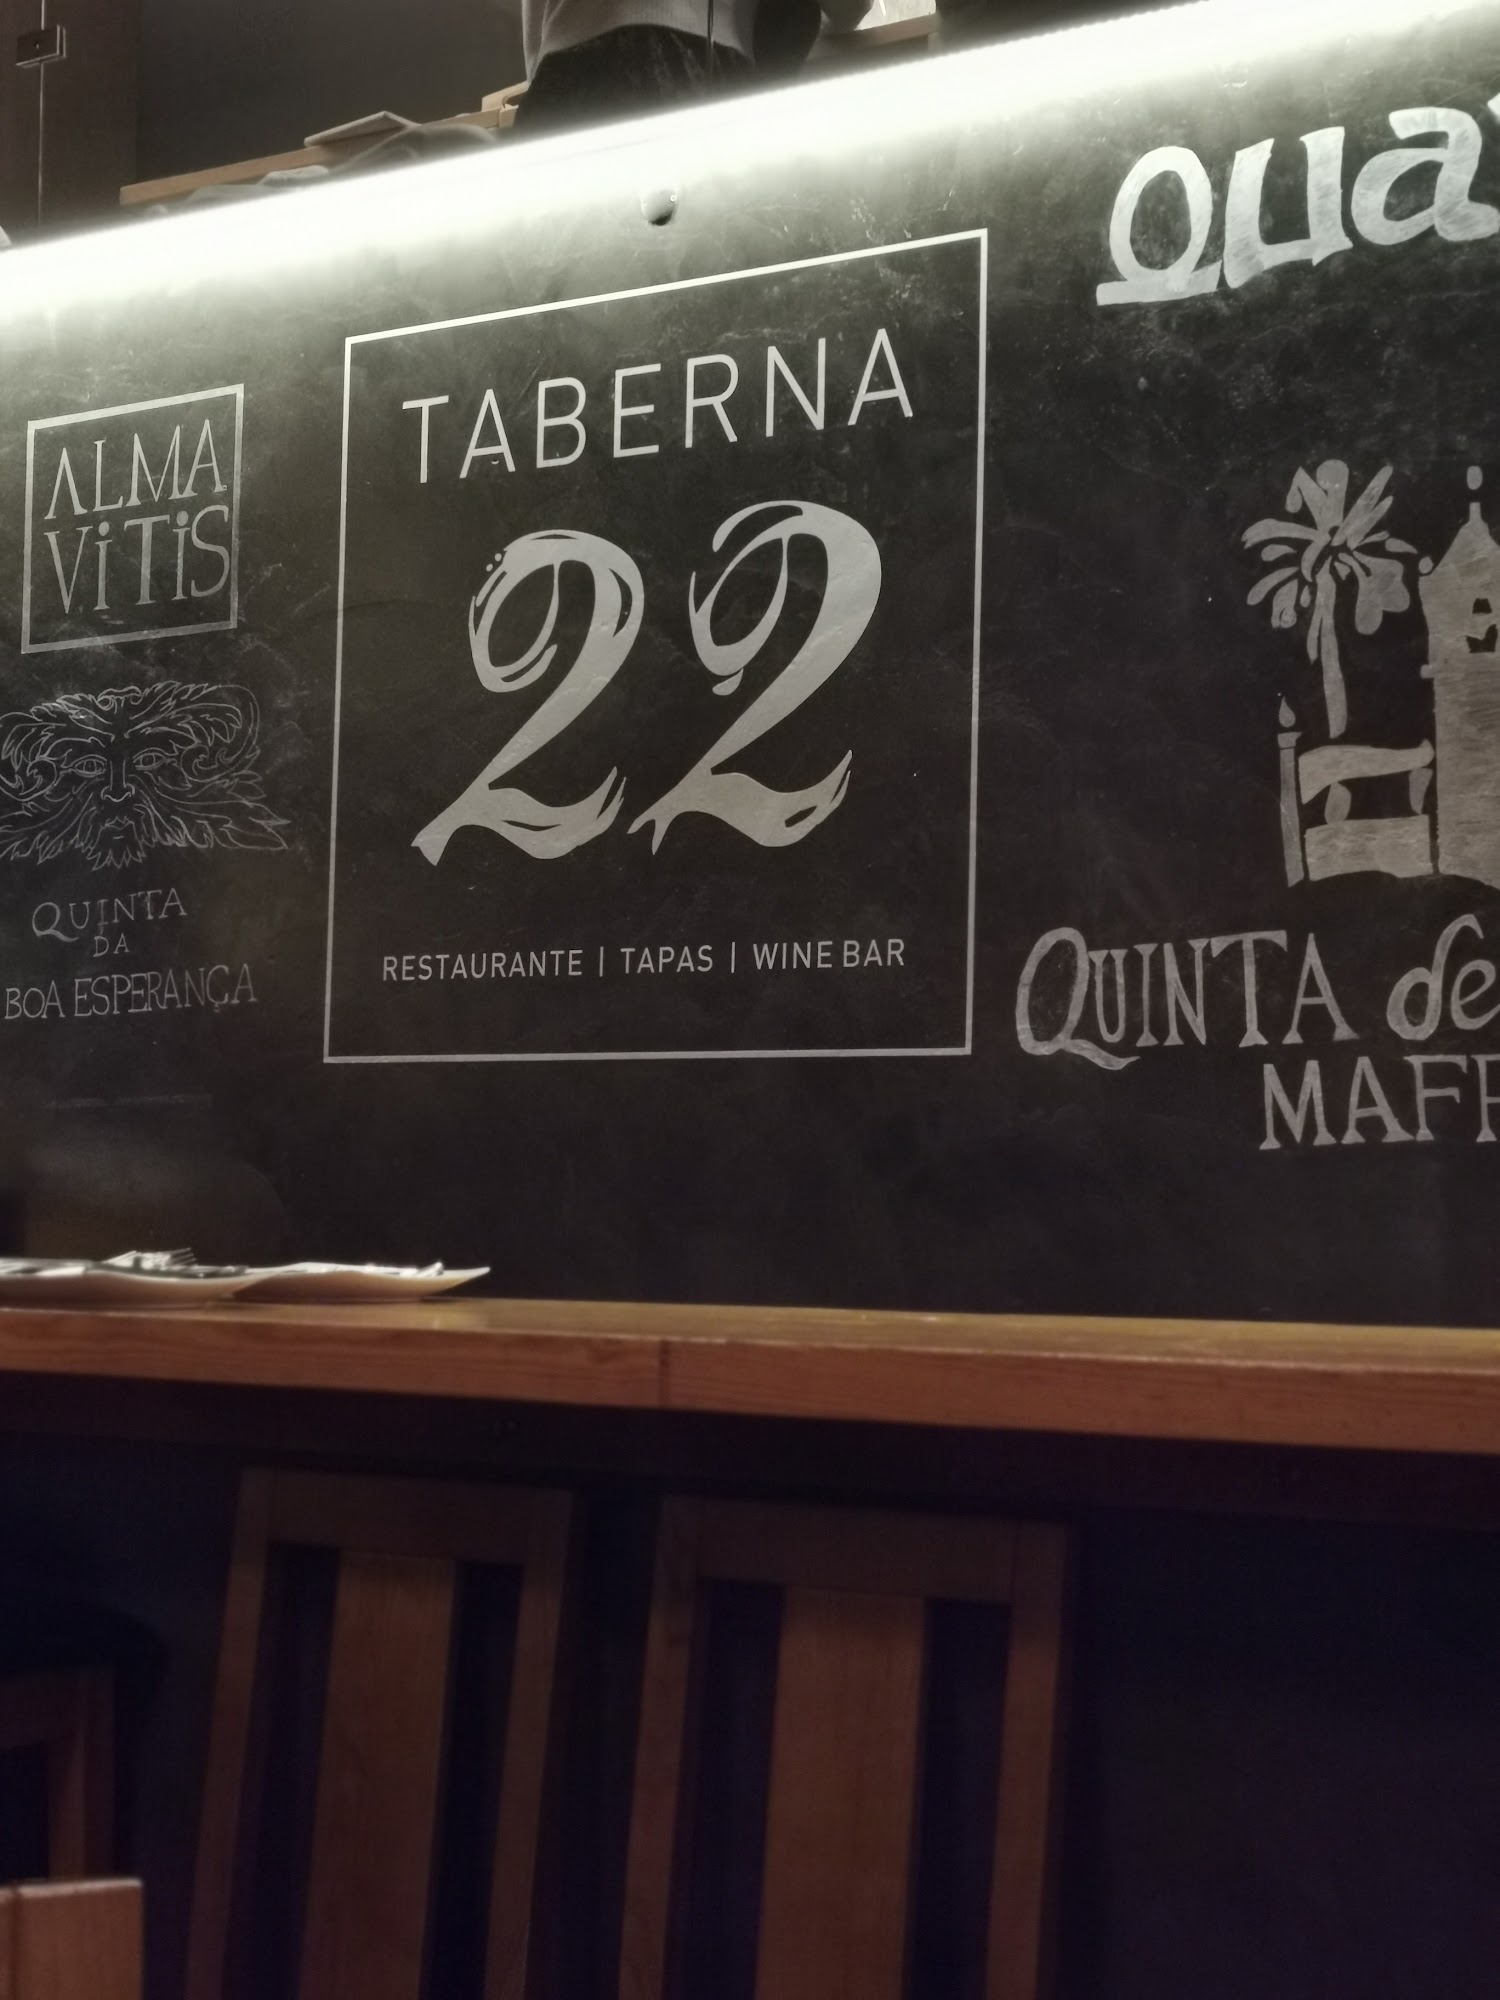 ALMA
ViTiS
QUINTA
DA
BOA ESPERANÇA
TABERNA
22
RESTAURANTE | TAPAS | WINE BAR
QUINTA de